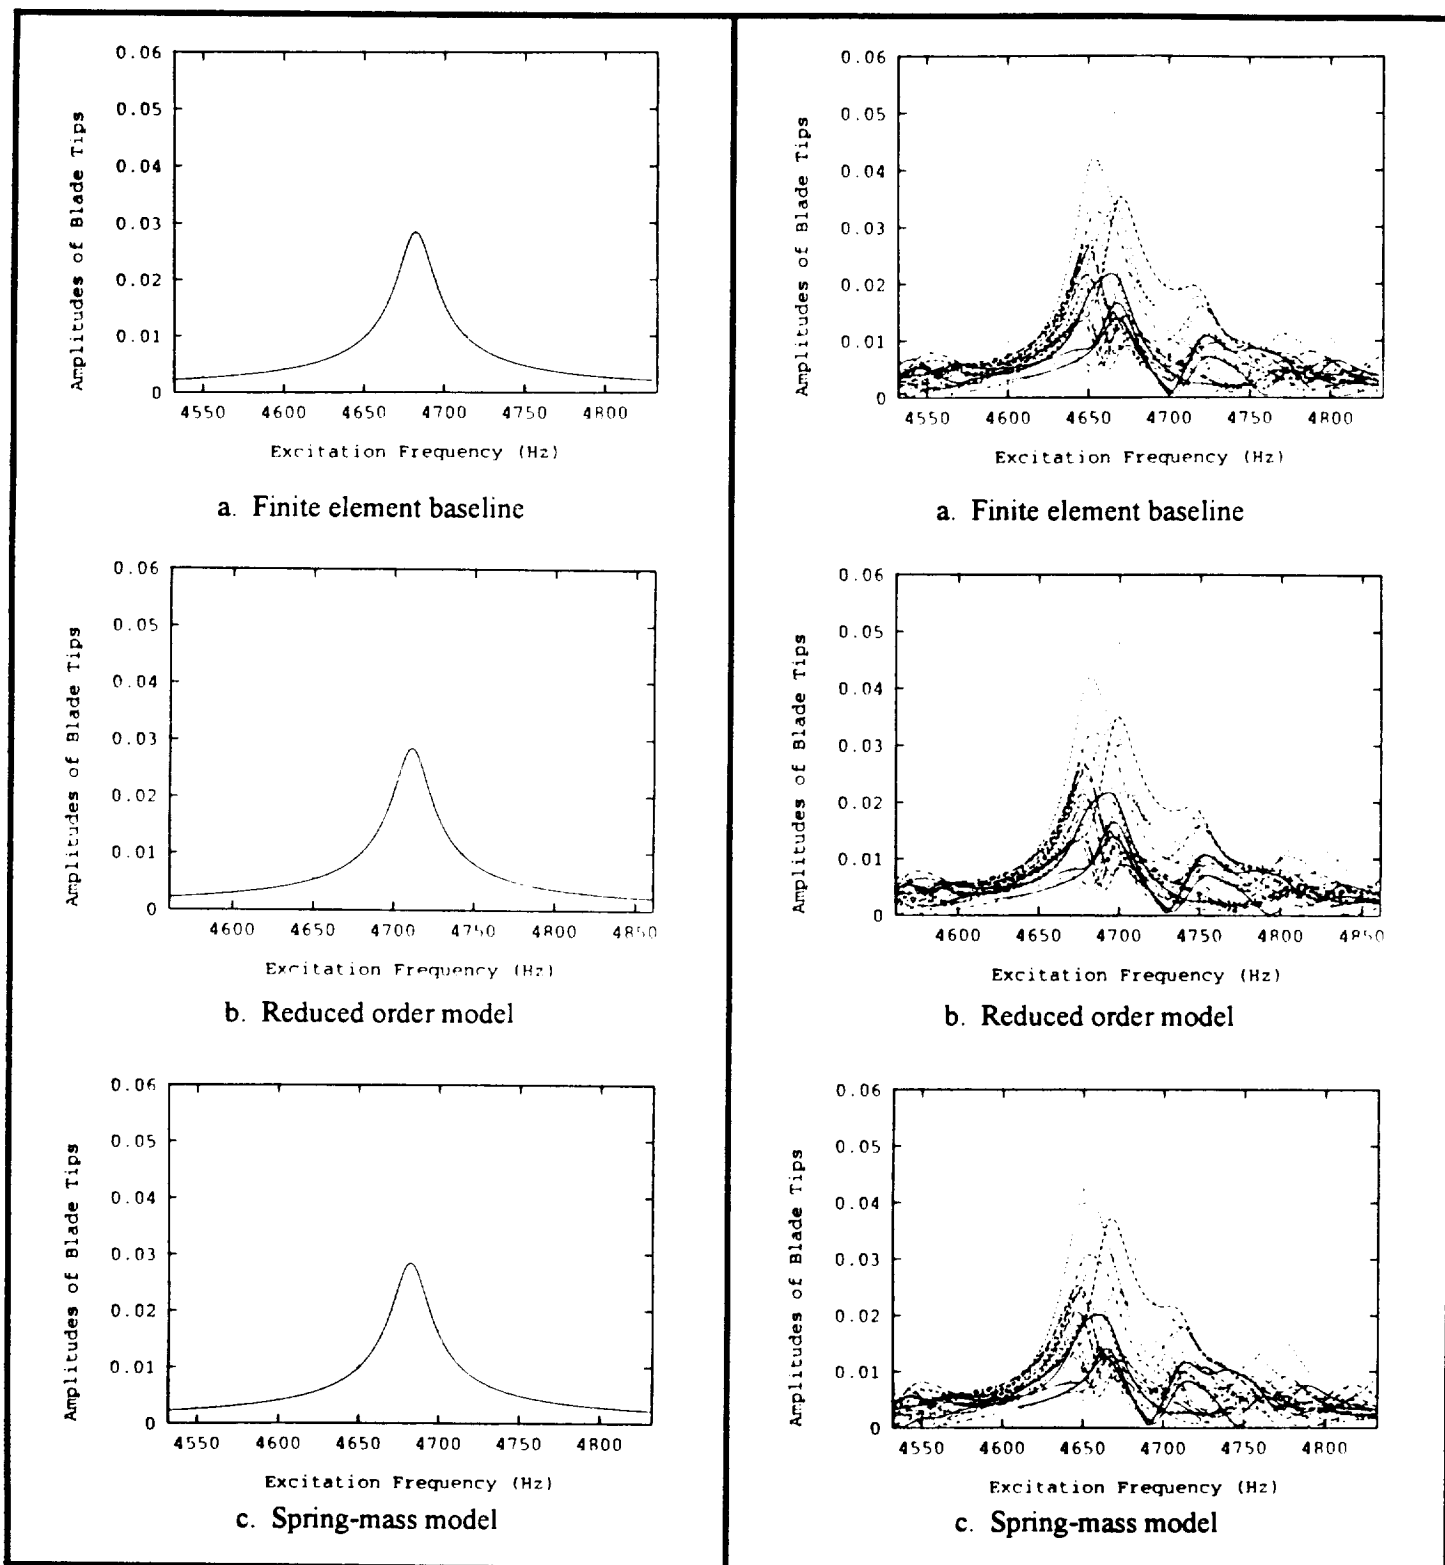 0.06
0.05
0.04
0.03
0.02
0.01
0
Amplitudes of Blade Tips
4550 4600 4650 4700 4750 4800
Excitation Frequency (Hz)
a. Finite element baseline
0.06
0.05
0.04
0.03
0.02
0.01
0
Amplitudes of Blade Tips
4600 4650 4700 4750 4800 4850
Excitation Frequency (Hz)
b. Reduced order model
0.06
0.05
0.04
0.03
0.02
0.01
0
Amplitudes of Blade Tips
4550 4600 4650 4700 4750 4800
Excitation Frequency (Hz)
c. Spring-mass model
0.06
0.05
0.04
0.03
0.02
0.01
0
Amplitudes of Blade Tips
4550 4600 4650 4700 4750 4800
Excitation Frequency (Hz)
a. Finite element baseline
0.06
0.05
0.04
0.03
0.02
0.01
0
Amplitudes of Blade Tips
4600 4650 4700 4750 4800 4850
Excitation Frequency (Hz)
b. Reduced order model
0.06
0.05
0.04
0.03
0.02
0.01
0
Amplitudes of Blade Tips
4550 4600 4650 4700 4750 4800
Excitation Frequency (Hz)
c. Spring-mass model